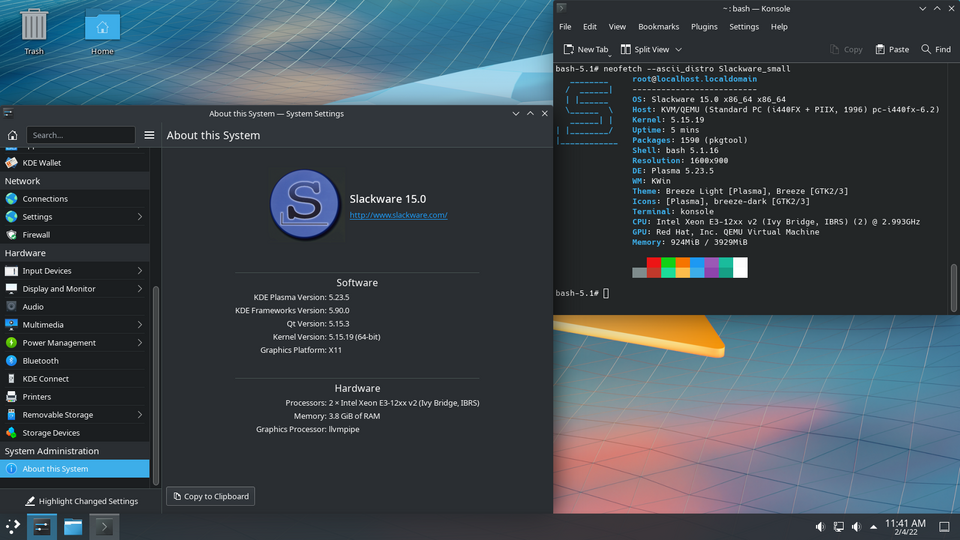 Trash
Home
About this System — System Settings
Search...
About this System
KDE Wallet
Network
Connections
Settings
Firewall
Hardware
Input Devices
Display and Monitor
Audio
Multimedia
Power Management
Bluetooth
KDE Connect
Printers
Removable Storage
Storage Devices
System Administration
About this System
Highlight Changed Settings
S
Slackware 15.0
http://www.slackware.com/
Software
KDE Plasma Version: 5.23.5
KDE Frameworks Version: 5.90.0
Qt Version: 5.15.3
Kernel Version: 5.15.19 (64-bit)
Graphics Platform: X11
Hardware
Processors: 2 × Intel Xeon E3-12xx v2 (Ivy Bridge, IBRS)
Memory: 3.8 GiB of RAM
Graphics Processor: llvmpipe
Copy to Clipboard
~ : bash — Konsole
File Edit View Bookmarks Plugins Settings Help
New Tab Split View Copy Paste Find
bash-5.1# neofetch --ascii_distro Slackware_small
root@localhost.localdomain
--------------------------
OS: Slackware 15.0 x86_64 x86_64
Host: KVM/QEMU (Standard PC (i440FX + PIIX, 1996) pc-i440fx-6.2)
Kernel: 5.15.19
Uptime: 5 mins
Packages: 1590 (pkgtool)
Shell: bash 5.1.16
Resolution: 1600x900
DE: Plasma 5.23.5
WM: KWin
Theme: Breeze Light [Plasma], Breeze [GTK2/3]
Icons: [Plasma], breeze-dark [GTK2/3]
Terminal: konsole
CPU: Intel Xeon E3-12xx v2 (Ivy Bridge, IBRS) (2) @ 2.993GHz
GPU: Red Hat, Inc. QEMU Virtual Machine
Memory: 924MiB / 3929MiB
bash-5.1#
11:41 AM
2/4/22